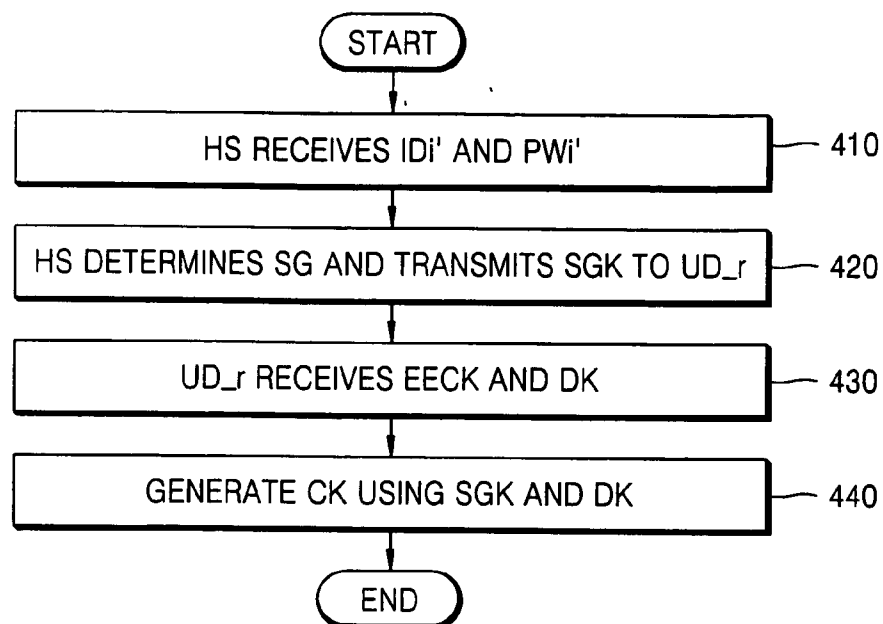 START
HS RECEIVES IDi' AND PWi'
410
HS DETERMINES SG AND TRANSMITS SGK TO UD_r
420
UD_r RECEIVES EECK AND DK
430
GENERATE CK USING SGK AND DK
440
END